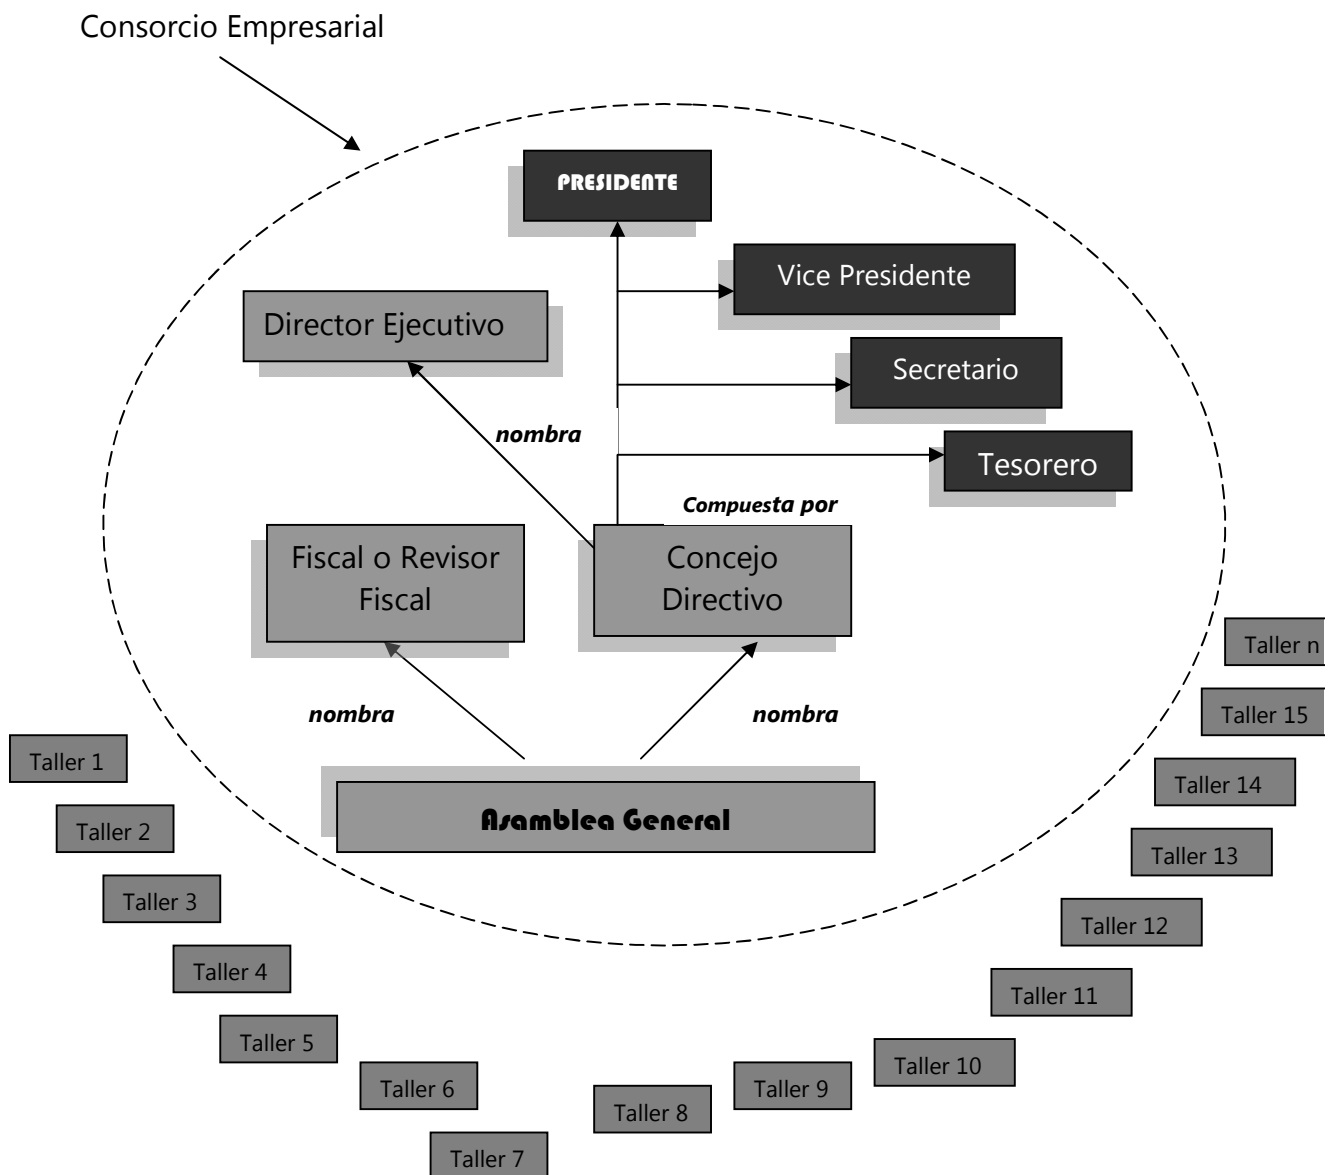 Consorcio Empresarial
PRESIDENTE
Vice Presidente
Director Ejecutivo
Secretario
nombra
Tesorero
Compuesta por
Fiscal o Revisor
Fiscal
Concejo
Directivo
nombra
nombra
Asamblea General
Taller 1
Taller 2
Taller 3
Taller 4
Taller 5
Taller 6
Taller 7
Taller 8
Taller 9
Taller 10
Taller 11
Taller 12
Taller 13
Taller 14
Taller 15
Taller n